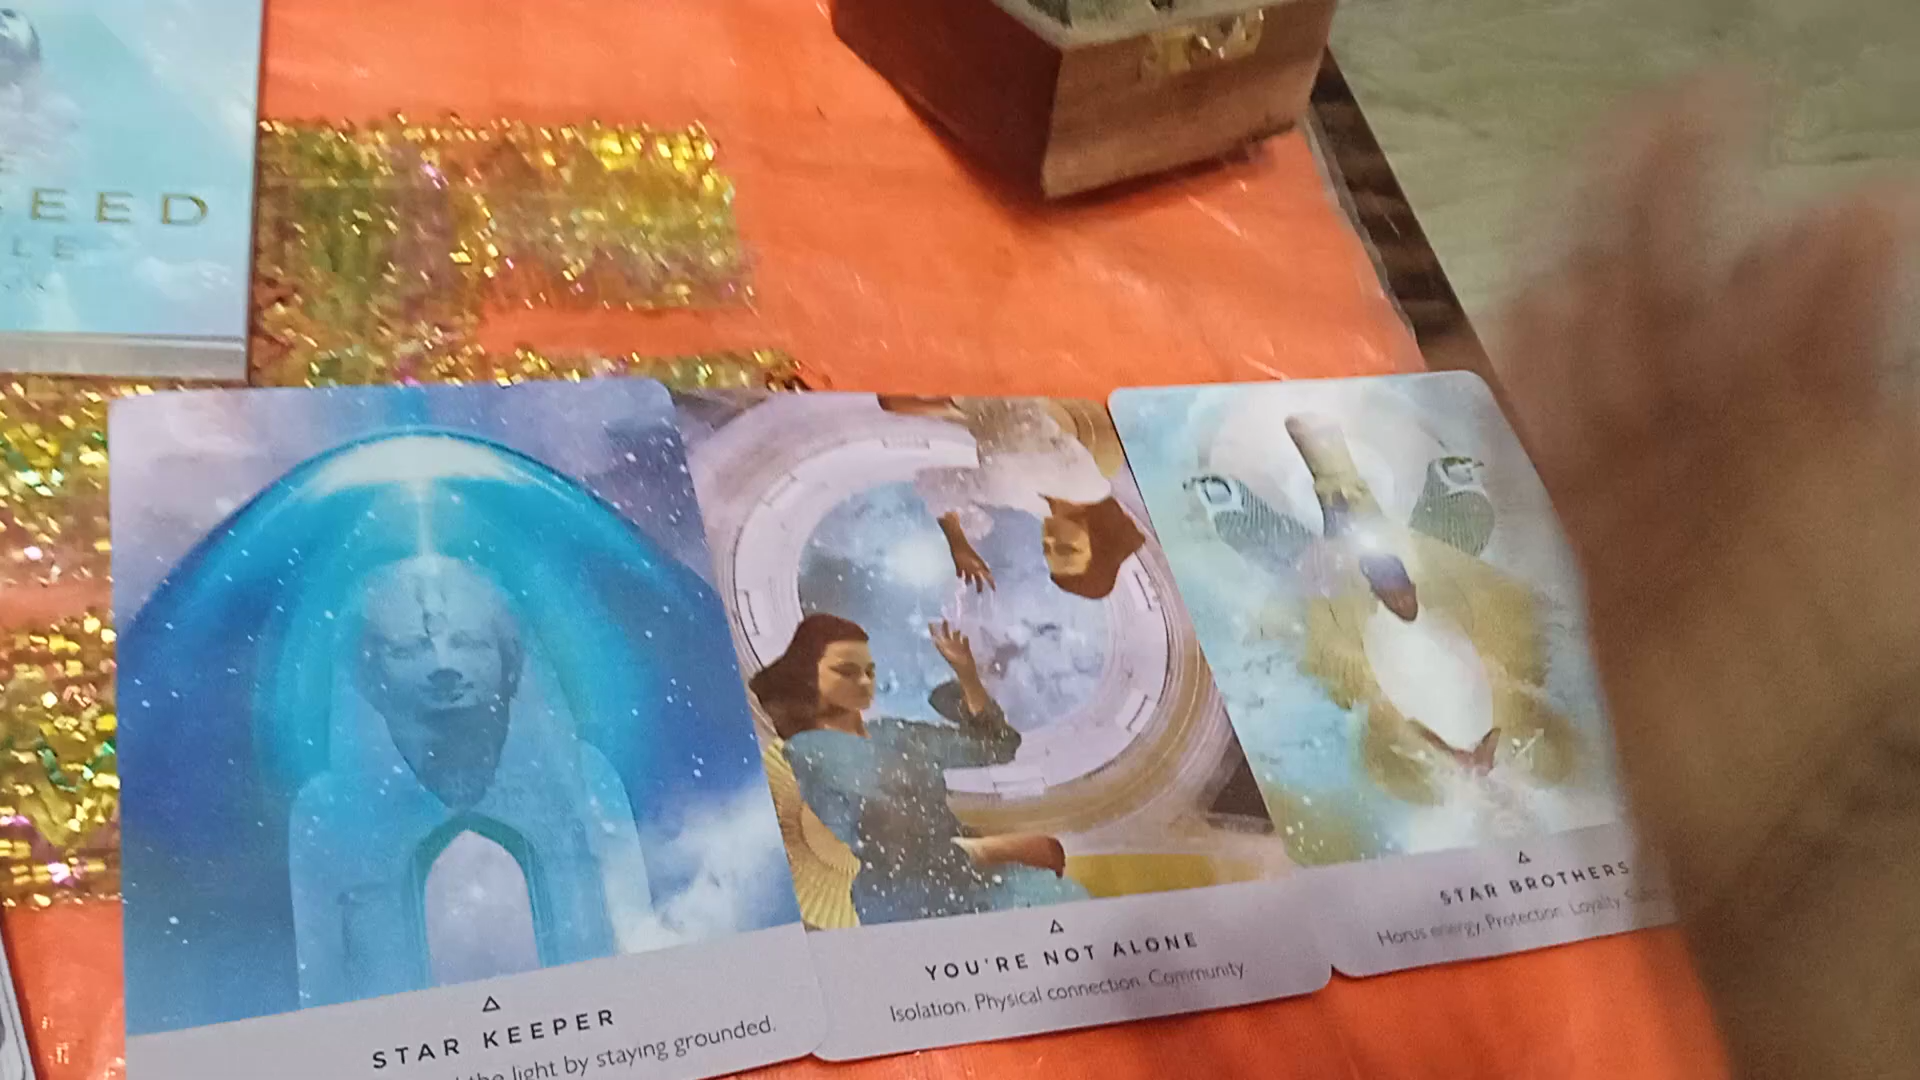 EED
LE
STAR KEEPER
the light by staying grounded.
YOU'RE NOT ALONE
Isolation. Physical connection. Community.
STAR BROTHERS
Horus energy. Protection. Loyalty.